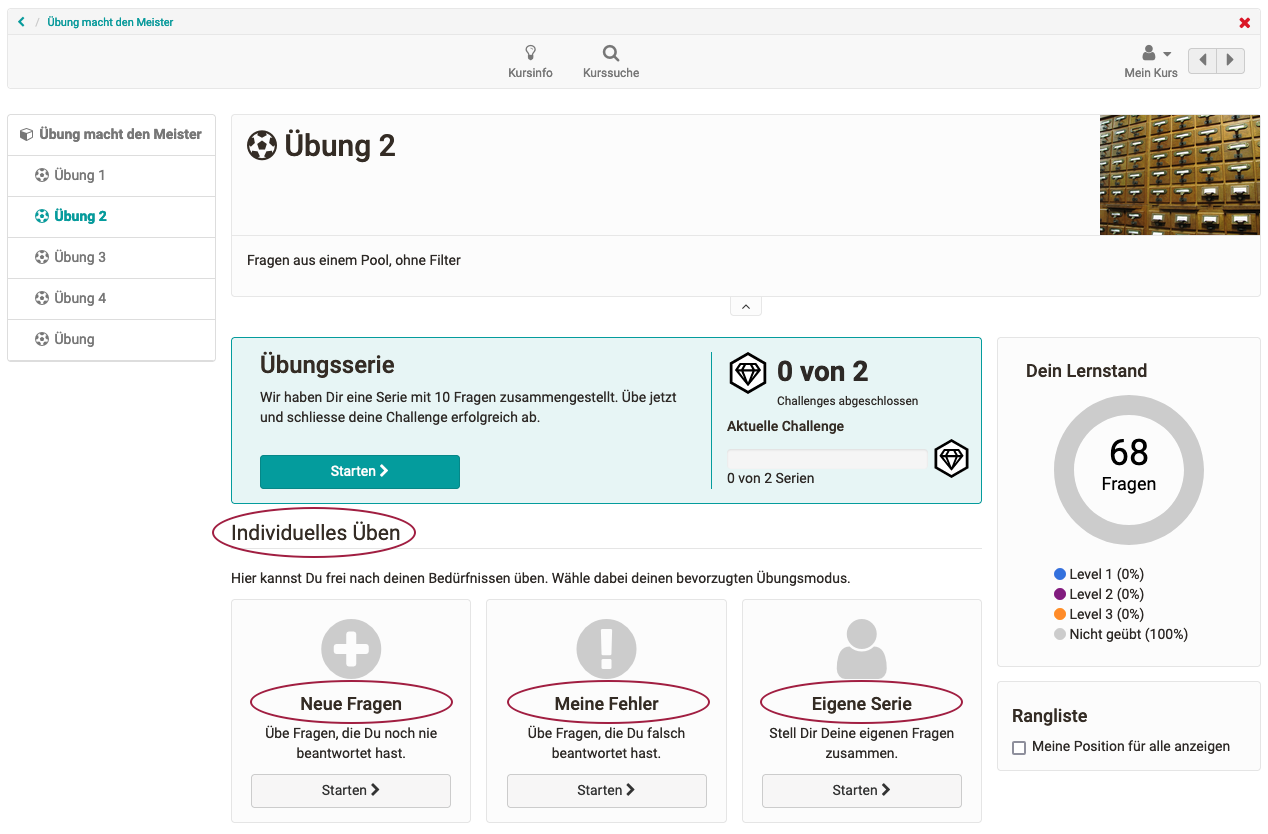 / Übung macht den Meister
Kursinfo
Kurssuche
Mein Kurs
Übung macht den Meister
Übung 1
Übung 2
Übung 3
Übung 4
Übung
Übung 2
Fragen aus einem Pool, ohne Filter
Übungsserie
Wir haben Dir eine Serie mit 10 Fragen zusammengestellt. Übe jetzt
und schliesse deine Challenge erfolgreich ab.
Starten
0 von 2
Challenges abgeschlossen
Aktuelle Challenge
0 von 2 Serien
Dein Lernstand
68
Fragen
Level 1 (0%)
Level 2 (0%)
Level 3 (0%)
Nicht geübt (100%)
Rangliste
Meine Position für alle anzeigen
Individuelles Üben
Hier kannst Du frei nach deinen Bedürfnissen üben. Wähle dabei deinen bevorzugten Übungsmodus.
Neue Fragen
Übe Fragen, die Du noch nie
beantwortet hast.
Starten
Meine Fehler
Übe Fragen, die Du falsch
beantwortet hast.
Starten
Eigene Serie
Stell Dir Deine eigenen Fragen
zusammen.
Starten